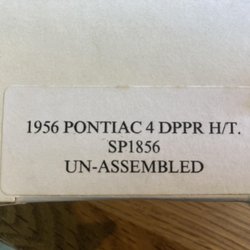 1956 PONTIAC 4 DPPR H/T.
SP1856
UN-ASSEMBLED